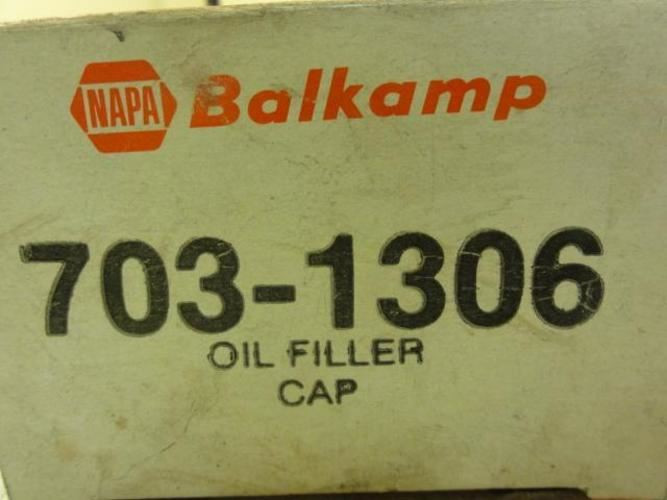 NAPA Balkamp
703-1306
OIL FILLER
CAP